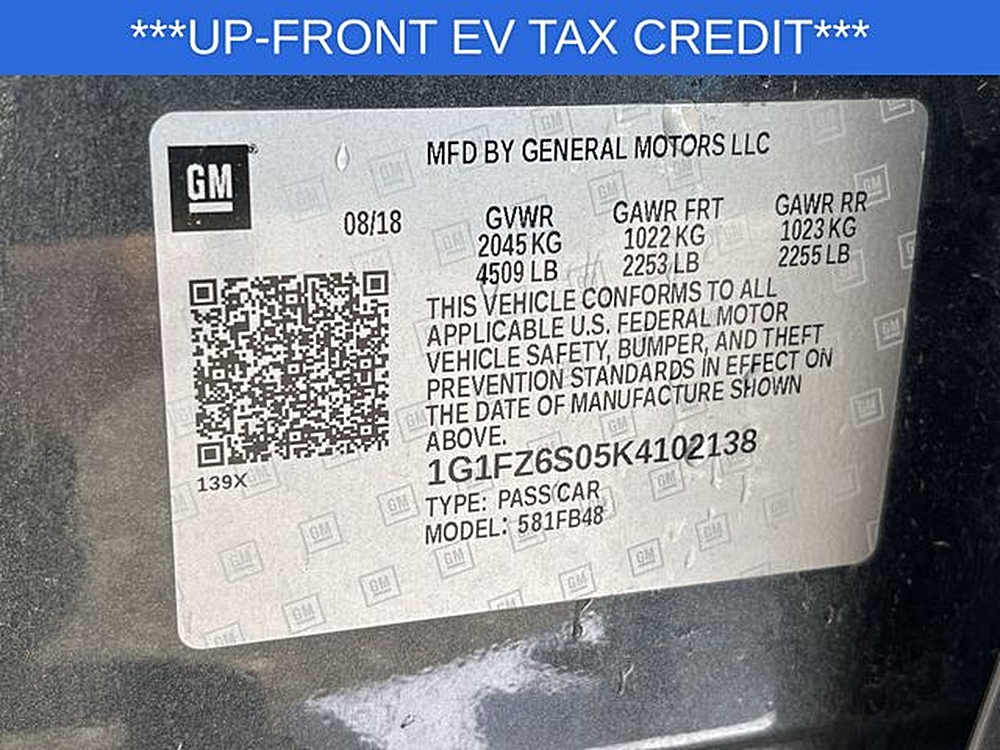 ***UP-FRONT EV TAX CREDIT***
GM
MFD BY GENERAL MOTORS LLC
08/18
GVWR
2045 KG
4509 LB
GAWR FRT
1022 KG
2253 LB
GAWR RR
1023 KG
2255 LB
THIS VEHICLE CONFORMS TO ALL
APPLICABLE U.S. FEDERAL MOTOR
VEHICLE SAFETY, BUMPER, AND THEFT
PREVENTION STANDARDS IN EFFECT ON
THE DATE OF MANUFACTURE SHOWN
ABOVE.
139X
1G1FZ6S05K4102138
TYPE: PASS CAR
MODEL: 581FB48